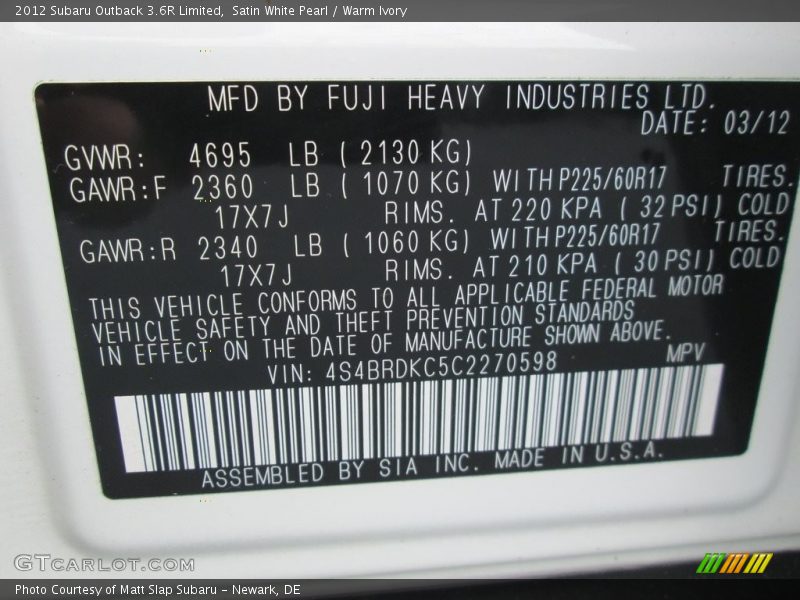 2012 Subaru Outback 3.6R Limited,  Satin White Pearl / Warm Ivory
MFD BY FUJI HEAVY INDUSTRIES LTD.
DATE: 03/12
GVWR: 4695 LB ( 2130 KG)
GAWR:F 2360 LB ( 1070 KG) WITH P225/60R17 TIRES.
17X7J RIMS. AT 220 KPA ( 32 PSI) COLD
GAWR:R 2340 LB ( 1060 KG) WITH P225/60R17 TIRES.
17X7J RIMS. AT 210 KPA ( 30 PSI) COLD
THIS VEHICLE CONFORMS TO ALL APPLICABLE FEDERAL MOTOR
VEHICLE SAFETY AND THEFT PREVENTION STANDARDS
IN EFFECT ON THE DATE OF MANUFACTURE SHOWN ABOVE.
VIN: 4S4BRDKC5C2270598 MPV
ASSEMBLED BY SIA INC. MADE IN U.S.A.
GTCARLOT.COM
Photo Courtesy of Matt Slap Subaru - Newark, DE